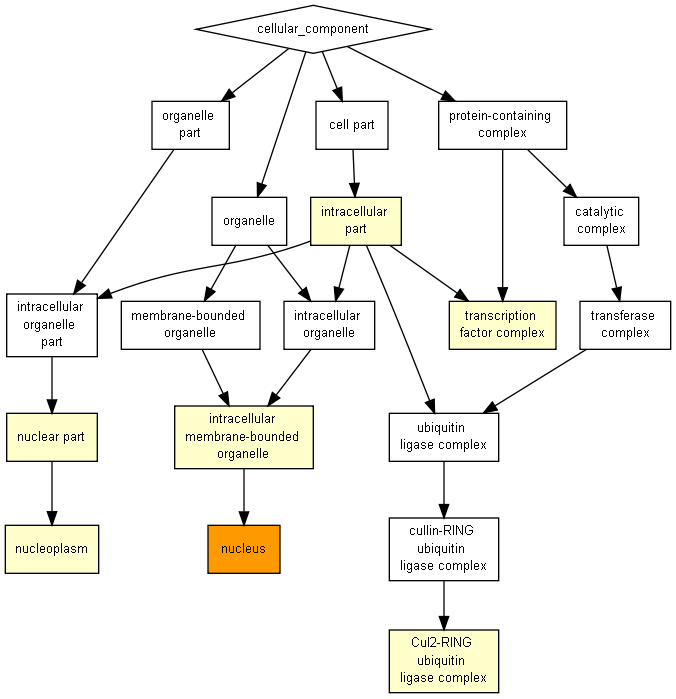 cellular_component
organelle
part
cell part
protein-containing
complex
organelle
intracellular
part
catalytic
complex
intracellular
organelle
part
membrane-bounded
organelle
intracellular
organelle
transcription
factor complex
transferase
complex
nuclear part
intracellular
membrane-bounded
organelle
ubiquitin
ligase complex
nucleoplasm
nucleus
cullin-RING
ubiquitin
ligase complex
Cul2-RING
ubiquitin
ligase complex